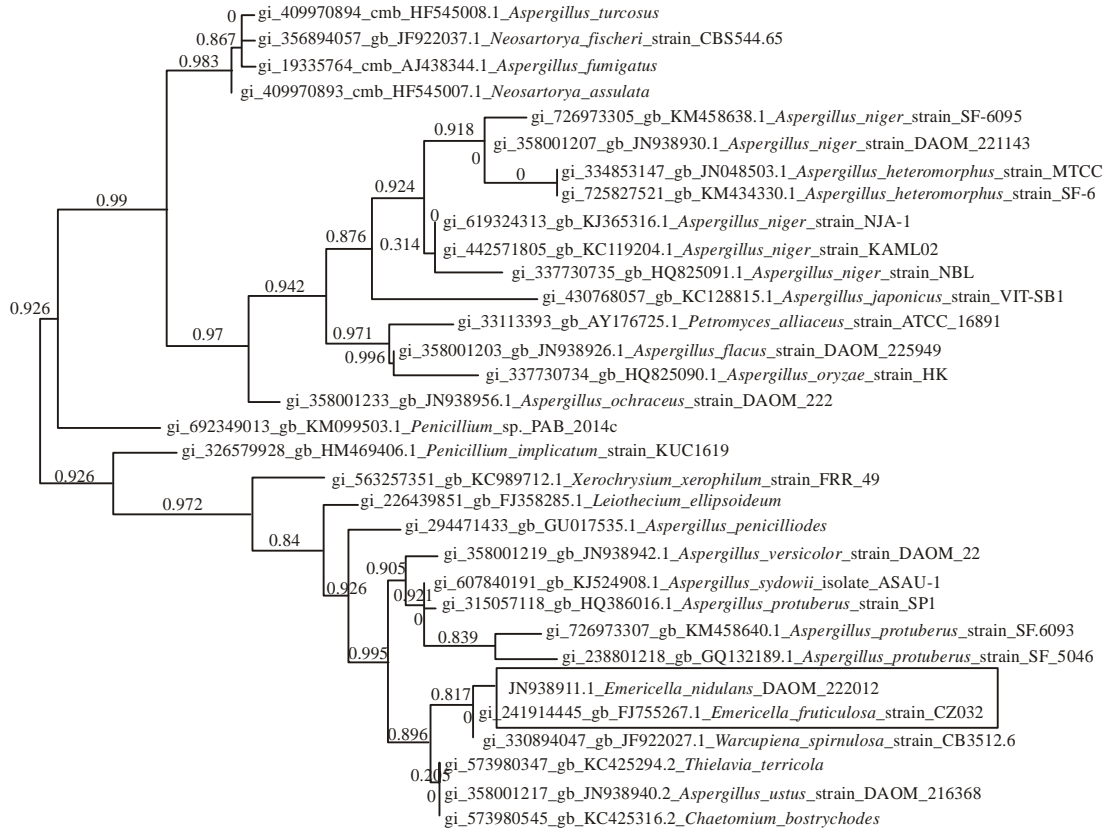 0 gi_409970894_cmb_HF545008.1_Aspergillus_turcosus
0.867 gi_356894057_gb_JF922037.1_Neosartorya_fischeri_strain_CBS544.65
0.983 gi_19335764_cmb_AJ438344.1_Aspergillus_fumigatus
gi_409970893_cmb_HF545007.1_Neosartorya_assulata
gi_726973305_gb_KM458638.1_Aspergillus_niger_strain_SF-6095
0.918
gi_358001207_gb_JN938930.1_Aspergillus_niger_strain_DAOM_221143
0
0 gi_334853147_gb_JN048503.1_Aspergillus_heteromorphus_strain_MTCC
0.924 gi_725827521_gb_KM434330.1_Aspergillus_heteromorphus_strain_SF-6
0.99
0 gi_619324313_gb_KJ365316.1_Aspergillus_niger_strain_NJA-1
0.876
0.314 gi_442571805_gb_KC119204.1_Aspergillus_niger_strain_KAML02
gi_337730735_gb_HQ825091.1_Aspergillus_niger_strain_NBL
0.942
gi_430768057_gb_KC128815.1_Aspergillus_japonicus_strain_VIT-SB1
0.926
gi_33113393_gb_AY176725.1_Petromyces_alliaceus_strain_ATCC_16891
0.97 0.971
gi_358001203_gb_JN938926.1_Aspergillus_flacus_strain_DAOM_225949
0.996
gi_337730734_gb_HQ825090.1_Aspergillus_oryzae_strain_HK
gi_358001233_gb_JN938956.1_Aspergillus_ochraceus_strain_DAOM_222
gi_692349013_gb_KM099503.1_Penicillium_sp._PAB_2014c
gi_326579928_gb_HM469406.1_Penicillium_implicatum_strain_KUC1619
0.926
gi_563257351_gb_KC989712.1_Xerochrysium_xerophilum_strain_FRR_49
0.972 gi_226439851_gb_FJ358285.1_Leiothecium_ellipsoideum
gi_294471433_gb_GU017535.1_Aspergillus_penicilliodes
0.84
gi_358001219_gb_JN938942.1_Aspergillus_versicolor_strain_DAOM_22
0.905
gi_607840191_gb_KJ524908.1_Aspergillus_sydowii_isolate_ASAU-1
0.926 0.921
gi_315057118_gb_HQ386016.1_Aspergillus_protuberus_strain_SP1
0
gi_726973307_gb_KM458640.1_Aspergillus_protuberus_strain_SF.6093
0.839
0.995 gi_238801218_gb_GQ132189.1_Aspergillus_protuberus_strain_SF_5046
JN938911.1_Emericella_nidulans_DAOM_222012
0.817
0 gi_241914445_gb_FJ755267.1_Emericella_fruticulosa_strain_CZ032
0.896 gi_330894047_gb_JF922027.1_Warcupiena_spirnulosa_strain_CB3512.6
gi_573980347_gb_KC425294.2_Thielavia_terricola
0.205
0 gi_358001217_gb_JN938940.2_Aspergillus_ustus_strain_DAOM_216368
gi_573980545_gb_KC425316.2_Chaetomium_bostrychodes